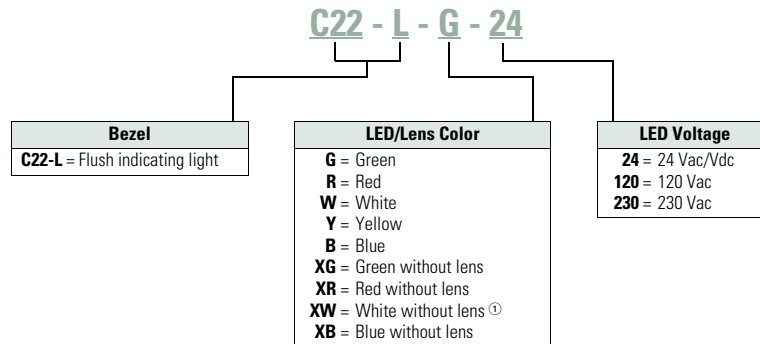 C22 - L - G - 24
Bezel
C22-L = Flush indicating light
LED/Lens Color
G = Green
R = Red
W = White
Y = Yellow
B = Blue
XG = Green without lens
XR = Red without lens
XW = White without lens ①
XB = Blue without lens
LED Voltage
24 = 24 Vac/Vdc
120 = 120 Vac
230 = 230 Vac